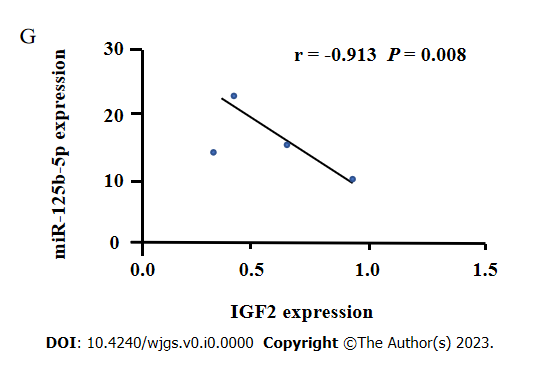 G
r = -0.913 P = 0.008
miR-125b-5p expression
30
20
10
0
0.0 0.5 1.0 1.5
IGF2 expression
DOI: 10.4240/wjgs.v0.i0.0000 Copyright ©The Author(s) 2023.